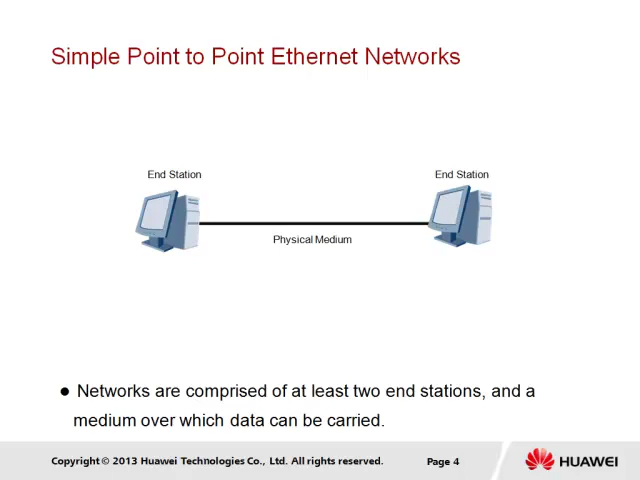 Simple Point to Point Ethernet Networks
End Station
End Station
Physical Medium
● Networks are comprised of at least two end stations, and a
medium over which data can be carried.
Copyright © 2013 Huawei Technologies Co., Ltd. All rights reserved.
Page 4
HUAWEI